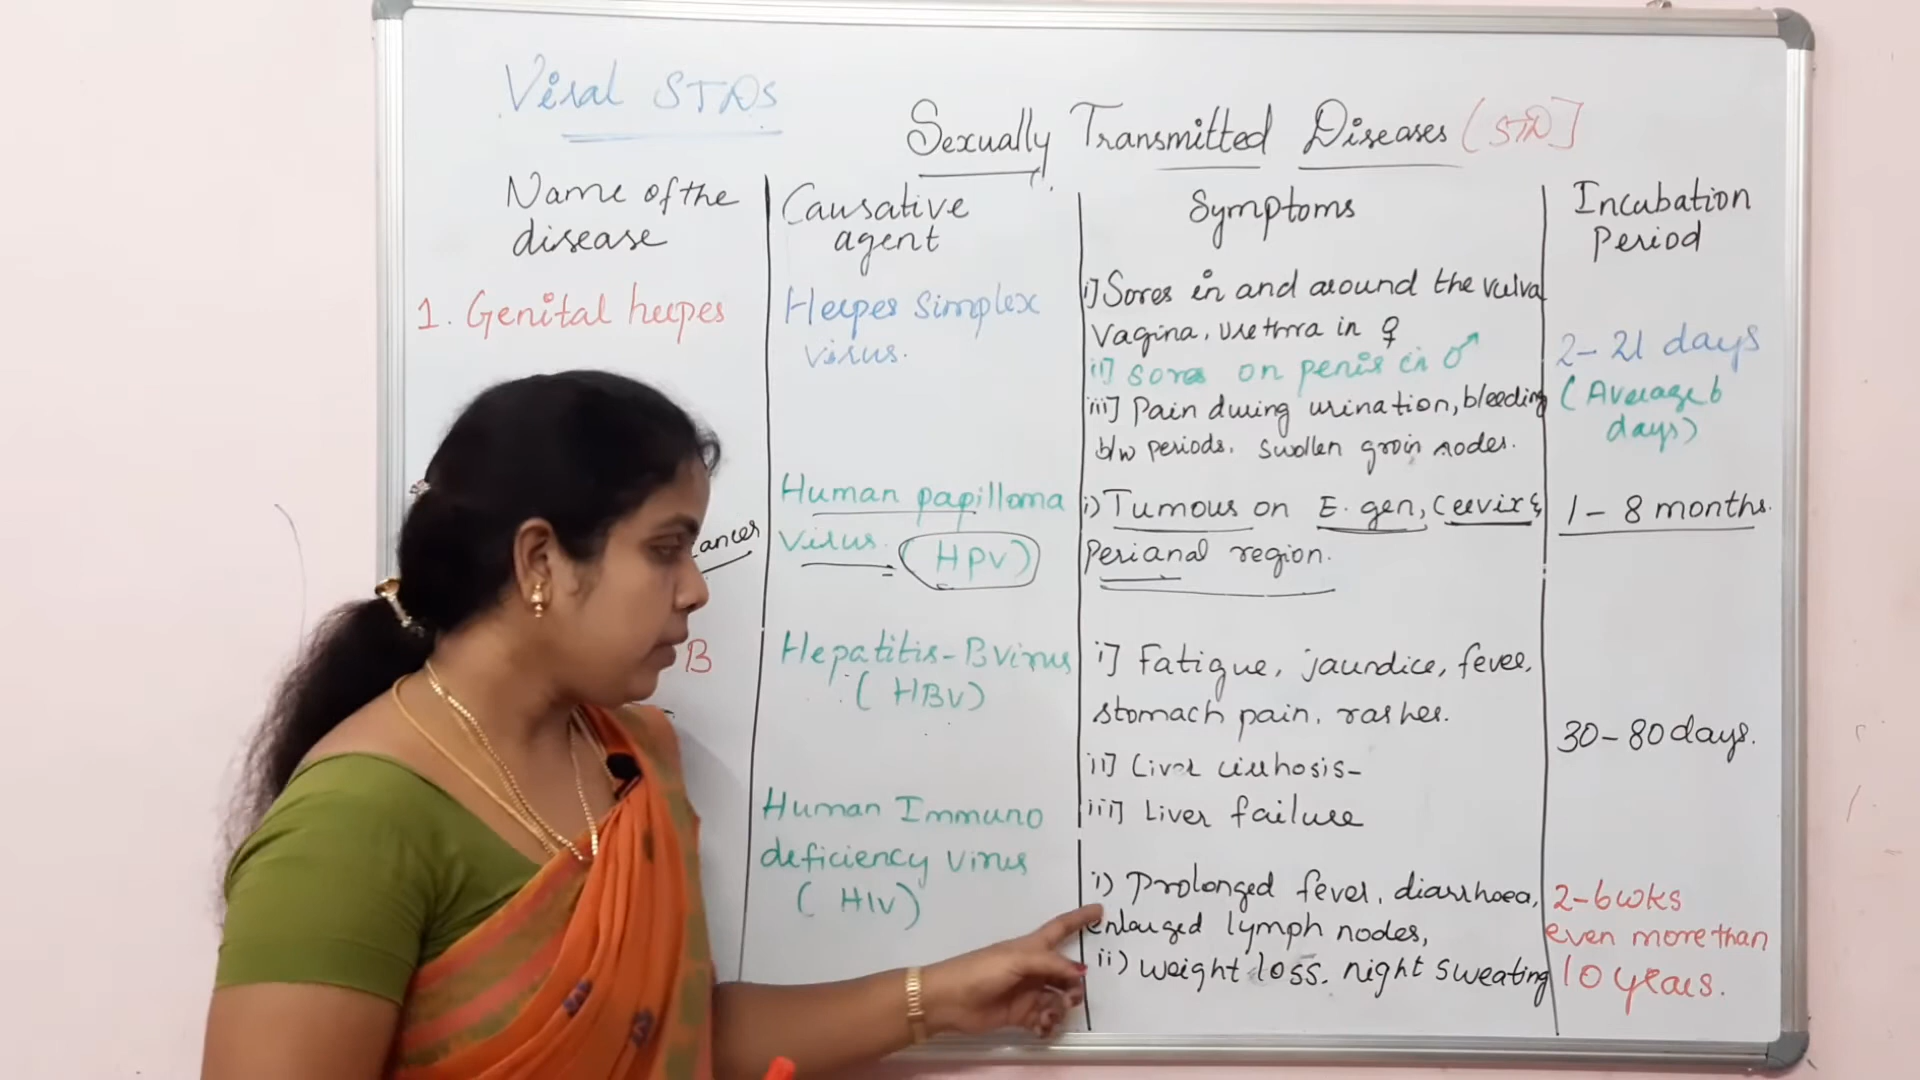 Viral STDs
Sexually Transmitted Diseases (STD]
Name of the
disease
Causative
agent
Symptoms
Incubation
Period
1. Genital herpes
Herpes Simplex
virus.
i] Sores in and around the vulva
vagina, urethra in ♀
ii] sores on penis in ♂
iii] Pain during urination, bleeding
b/w periods. swollen groin nodes.
2-21 days
(Average 6
days)
Human papilloma
virus. (HPV)
i) Tumous on E. gen, Cervix &
perianal region.
1-8 months.
B
Hepatitis-B virus
(HBV)
i] Fatigue, jaundice, fever,
stomach pain, rashes.
ii] Liver cirrhosis-
iii] Liver failure
30-80 days.
Human Immuno
deficiency virus
(HIV)
i) Prolonged fever, diarrhoea,
enlarged lymph nodes,
ii) weight loss. night sweating
2-6 wks
even more than
10 years.